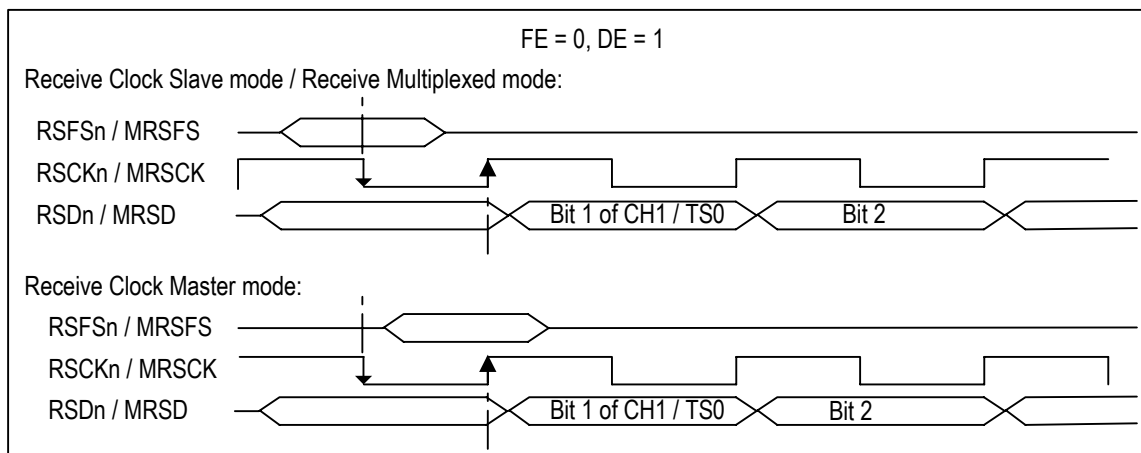 FE = 0, DE = 1
Receive Clock Slave mode / Receive Multiplexed mode:
RSFSn / MRSFS
RSCKn / MRSCK
RSDn / MRSD
Bit 1 of CH1 / TS0
Bit 2
Receive Clock Master mode:
RSFSn / MRSFS
RSCKn / MRSCK
RSDn / MRSD
Bit 1 of CH1 / TS0
Bit 2